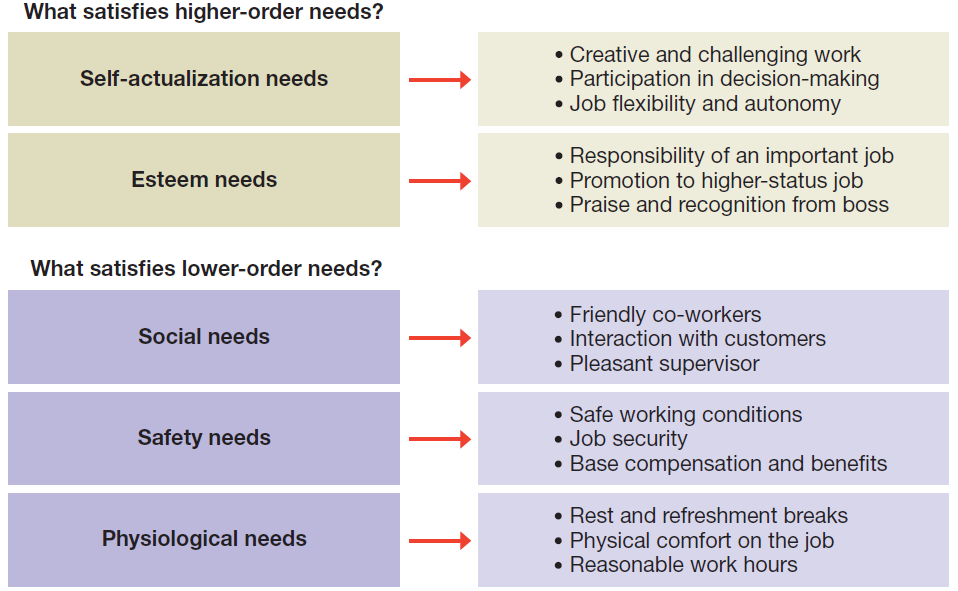 What satisfies higher-order needs?
Self-actualization needs
• Creative and challenging work
• Participation in decision-making
• Job flexibility and autonomy
Esteem needs
• Responsibility of an important job
• Promotion to higher-status job
• Praise and recognition from boss
What satisfies lower-order needs?
Social needs
• Friendly co-workers
• Interaction with customers
• Pleasant supervisor
Safety needs
• Safe working conditions
• Job security
• Base compensation and benefits
Physiological needs
• Rest and refreshment breaks
• Physical comfort on the job
• Reasonable work hours